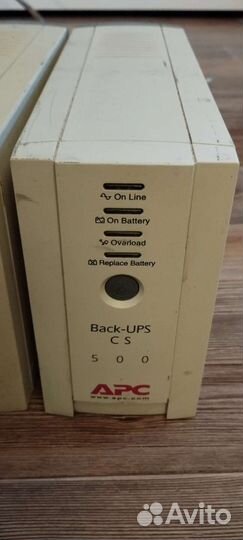 On Line
On Battery
Overload
Replace Battery
Back-UPS
CS
500
APC
www.apc.com
Avito